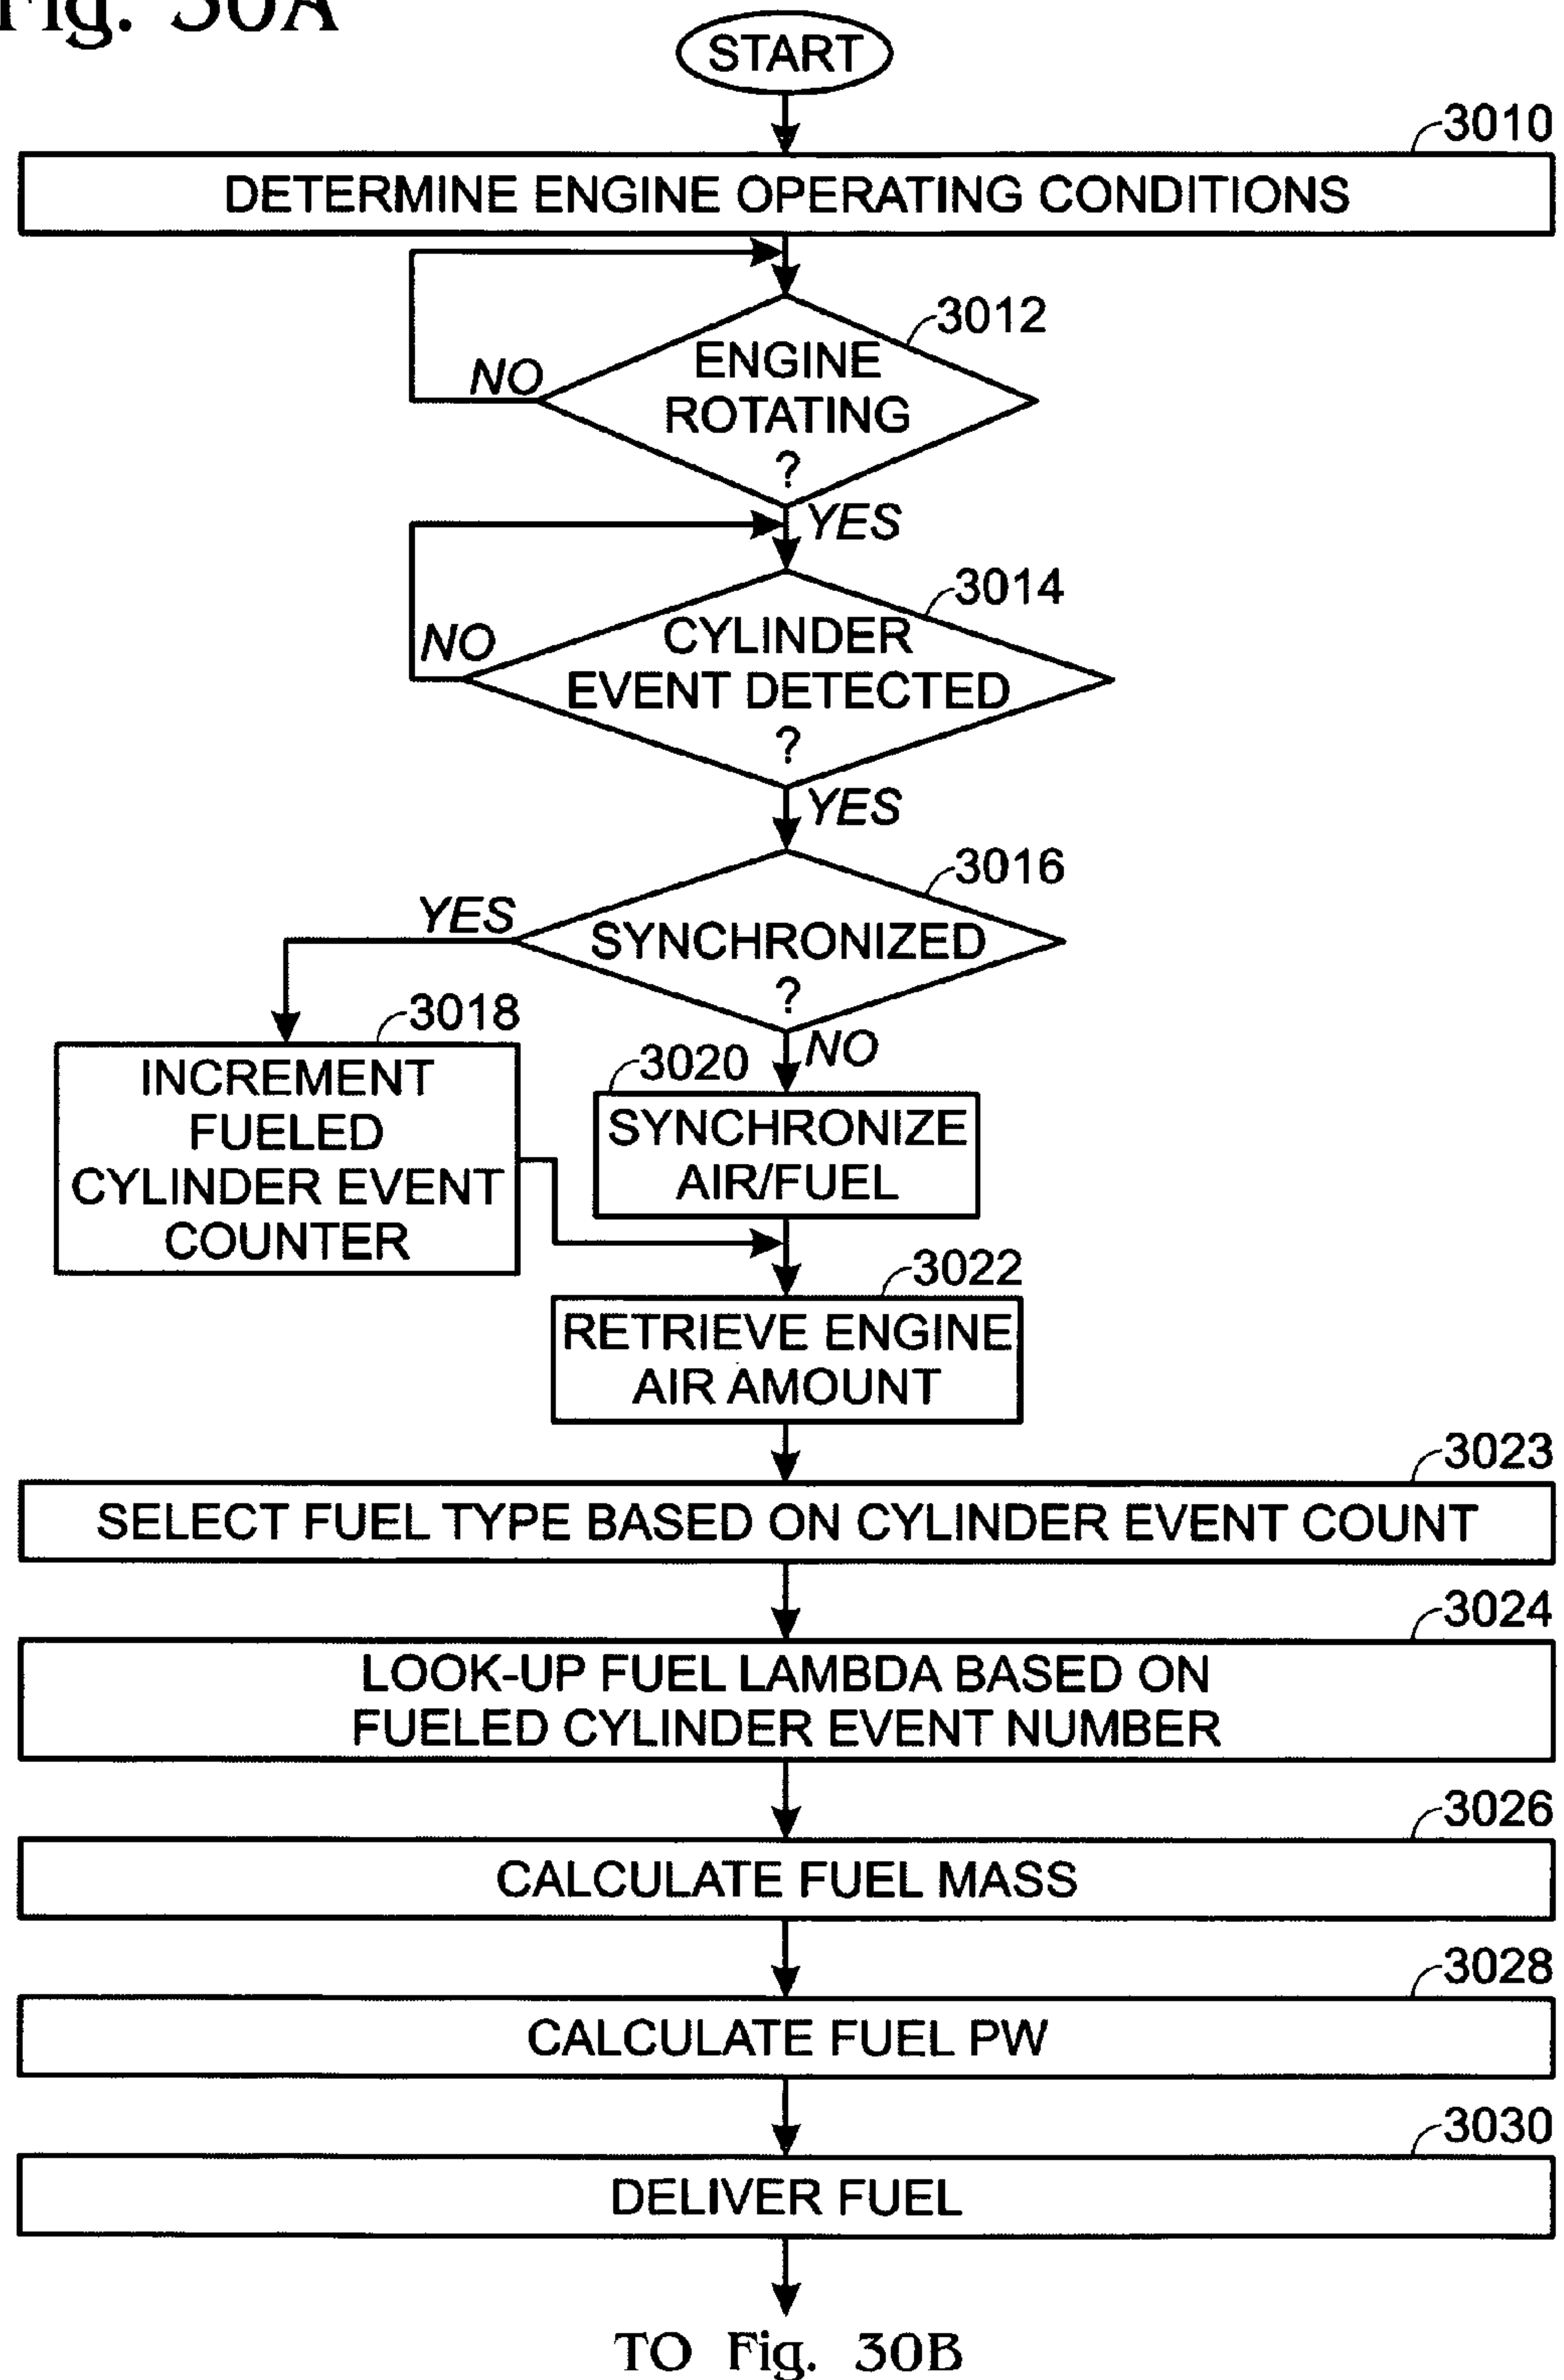 Fig. 30A
START
3010
DETERMINE ENGINE OPERATING CONDITIONS
3012
ENGINE
ROTATING
?
NO
YES
3014
CYLINDER
EVENT DETECTED
?
NO
YES
3016
SYNCHRONIZED
?
YES
NO
3018
INCREMENT
FUELED
CYLINDER EVENT
COUNTER
3020
SYNCHRONIZE
AIR/FUEL
3022
RETRIEVE ENGINE
AIR AMOUNT
3023
SELECT FUEL TYPE BASED ON CYLINDER EVENT COUNT
3024
LOOK-UP FUEL LAMBDA BASED ON
FUELED CYLINDER EVENT NUMBER
3026
CALCULATE FUEL MASS
3028
CALCULATE FUEL PW
3030
DELIVER FUEL
TO Fig. 30B